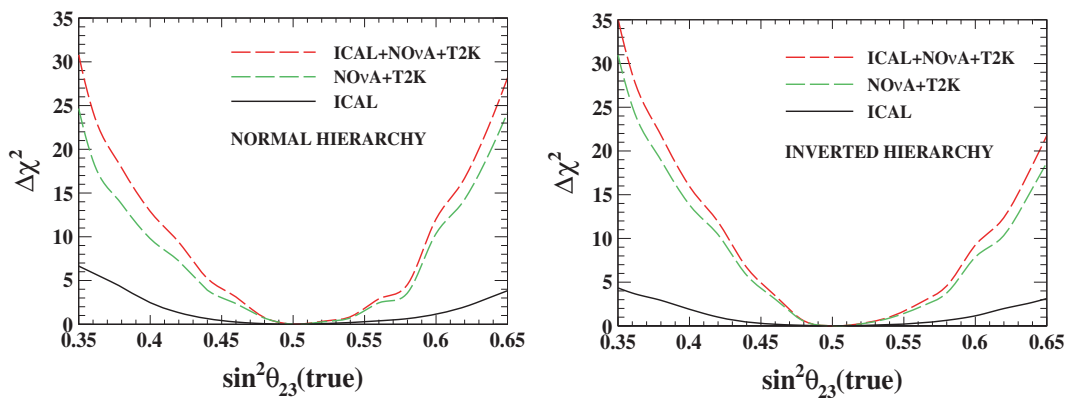 35
30
25
20
15
10
5
0
Δχ²
ICAL+NOνA+T2K
NOνA+T2K
ICAL
NORMAL HIERARCHY
0.35 0.4 0.45 0.5 0.55 0.6 0.65
sin²θ₂₃(true)
35
30
25
20
15
10
5
0
Δχ²
ICAL+NOνA+T2K
NOνA+T2K
ICAL
INVERTED HIERARCHY
0.35 0.4 0.45 0.5 0.55 0.6 0.65
sin²θ₂₃(true)